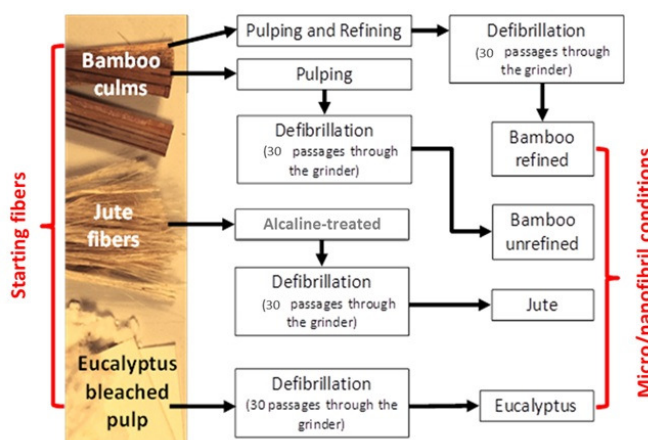 Starting fibers
Bamboo
culms
Pulping and Refining
Defibrillation
(30 passages through
the grinder)
Pulping
Defibrillation
(30 passages through
the grinder)
Bamboo
refined
Bamboo
unrefined
Jute
fibers
Alcaline-treated
Defibrillation
(30 passages through
the grinder)
Jute
Eucalyptus
bleached
pulp
Defibrillation
(30 passages through the
grinder)
Eucalyptus
Micro/nanofibril conditions